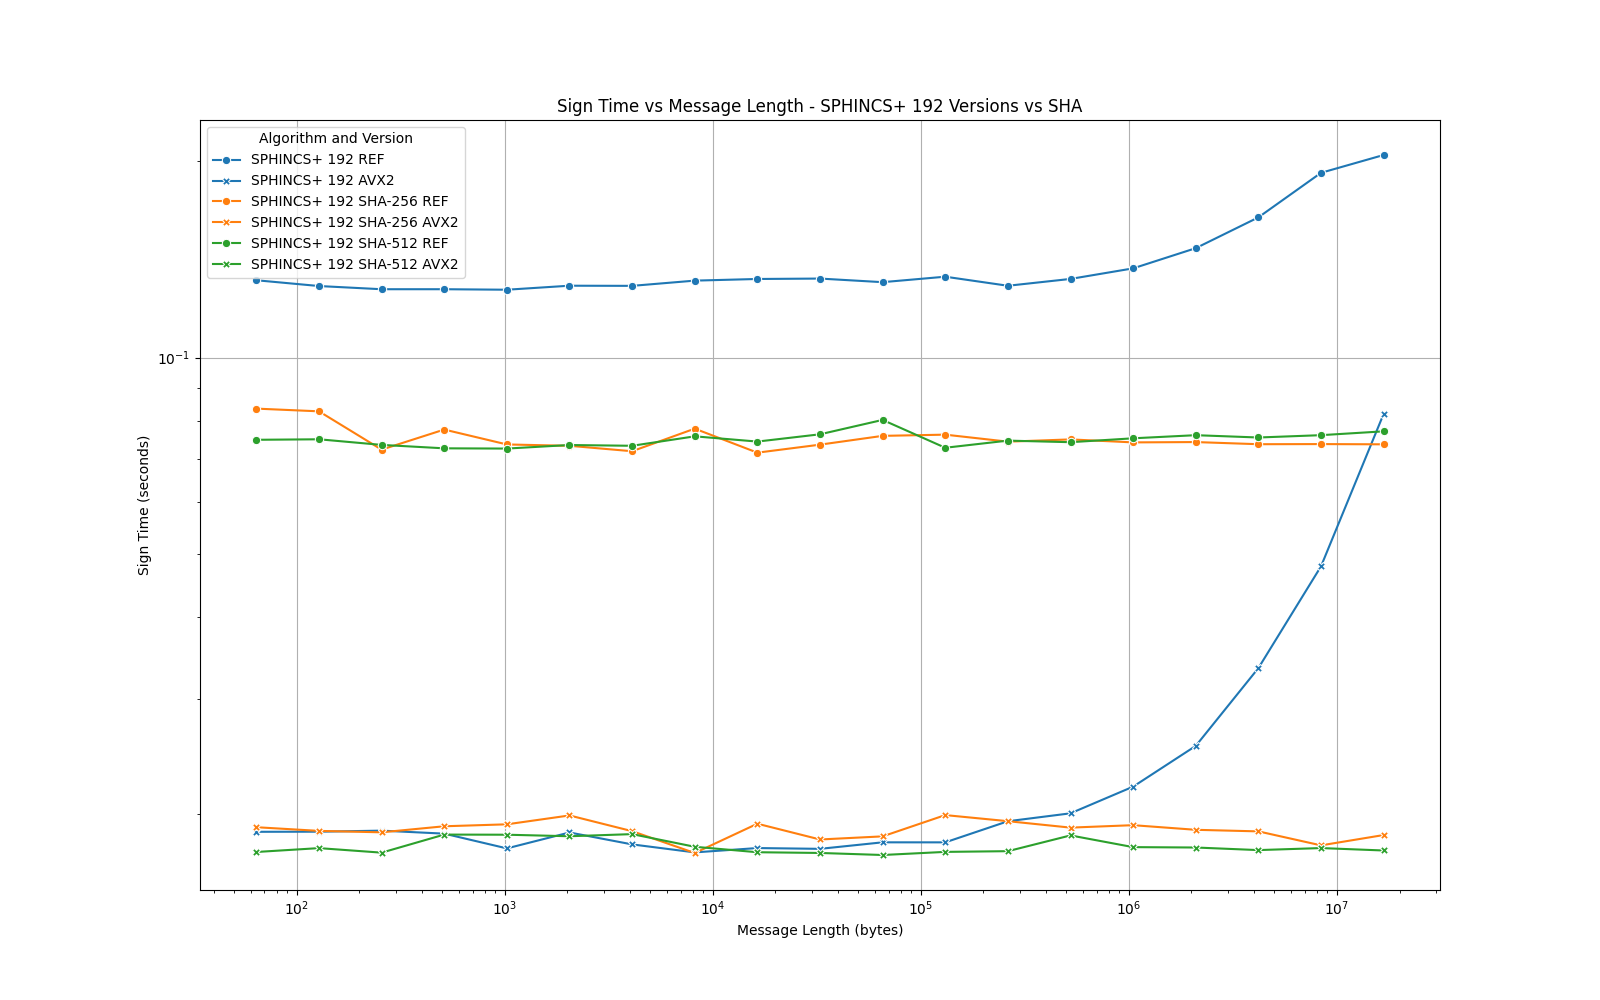 Sign Time vs Message Length - SPHINCS+ 192 Versions vs SHA
Algorithm and Version
SPHINCS+ 192 REF
SPHINCS+ 192 AVX2
SPHINCS+ 192 SHA-256 REF
SPHINCS+ 192 SHA-256 AVX2
SPHINCS+ 192 SHA-512 REF
SPHINCS+ 192 SHA-512 AVX2
Sign Time (seconds)
10⁻¹
10² 10³ 10⁴ 10⁵ 10⁶ 10⁷
Message Length (bytes)